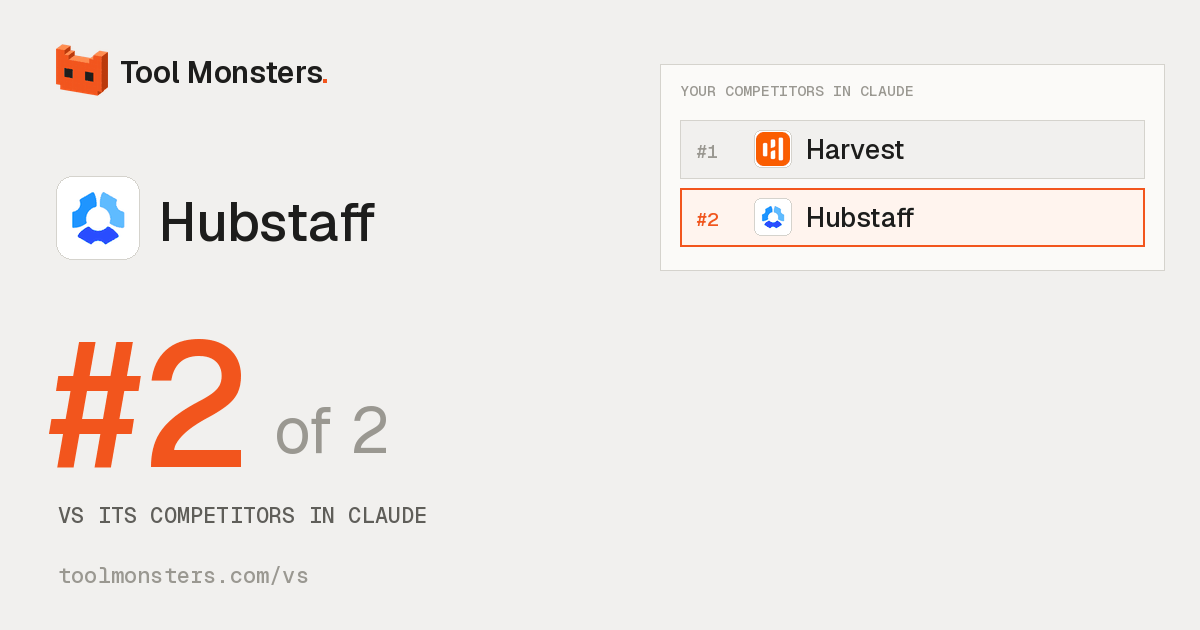 Tool Monsters.
Hubstaff
#2 of 2
VS ITS COMPETITORS IN CLAUDE
toolmonsters.com/vs
YOUR COMPETITORS IN CLAUDE
#1 Harvest
#2 Hubstaff